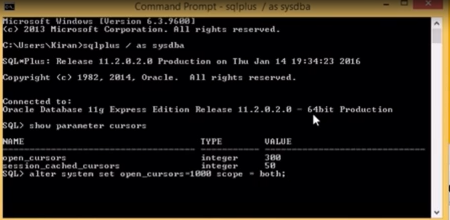 Command Prompt - sqlplus / as sysdba
Microsoft Windows [Version 6.3.9600]
(c) 2013 Microsoft Corporation. All rights reserved.
C:\Users\Kiran>sqlplus / as sysdba
SQL*Plus: Release 11.2.0.2.0 Production on Thu Jan 14 19:34:23 2016
Copyright (c) 1982, 2014, Oracle. All rights reserved.
Connected to:
Oracle Database 11g Express Edition Release 11.2.0.2.0 - 64bit Production
SQL> show parameter cursors
NAME TYPE VALUE
open_cursors integer 300
session_cached_cursors integer 50
SQL> alter system set open_cursors=1000 scope = both;